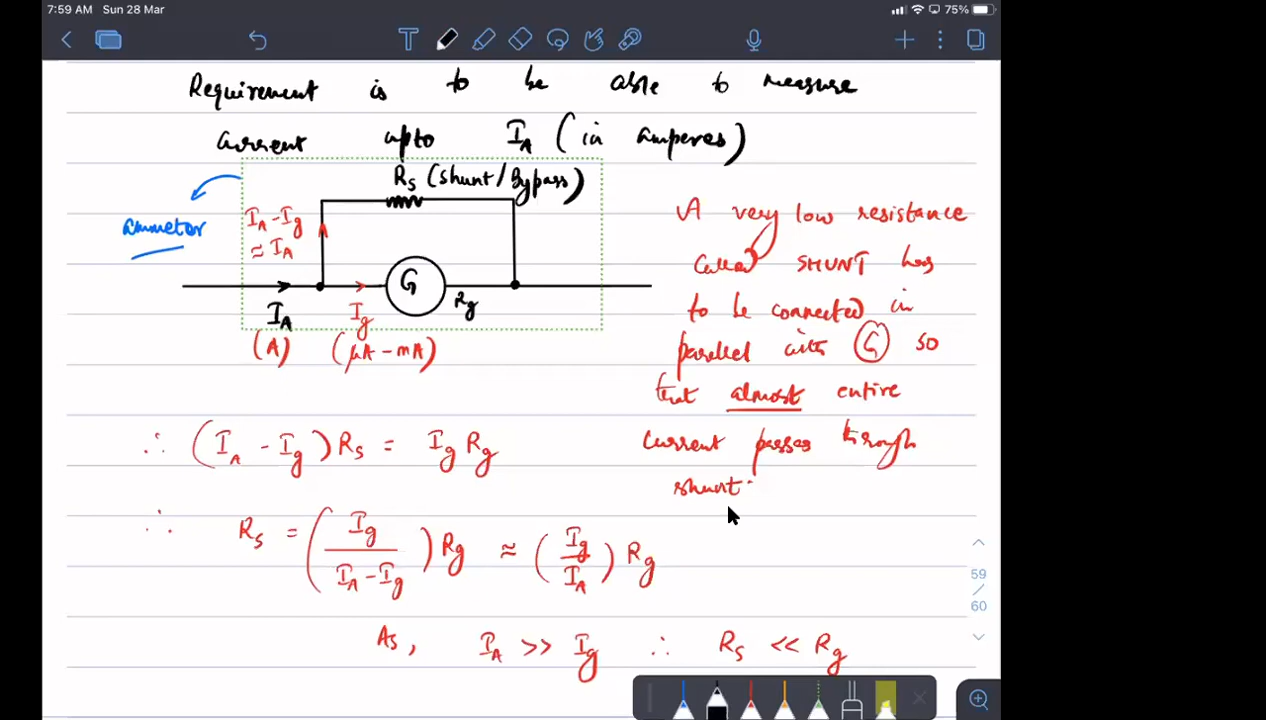 7:59 AM Sun 28 Mar
75%
Requirement is to be able to measure
current upto I_A (in amperes)
R_S (shunt/Bypass)
ammeter
I_A - I_g
≈ I_A
G
R_g
I_A
(A)
I_g
(μA - mA)
A very low resistance
called SHUNT has
to be connected in
parallel with G so
that almost entire
current passes through
shunt.
∴ (I_A - I_g) R_S = I_g R_g
∴ R_S = (I_g / (I_A - I_g)) R_g ≈ (I_g / I_A) R_g
As, I_A >> I_g ∴ R_S << R_g
59
/
60